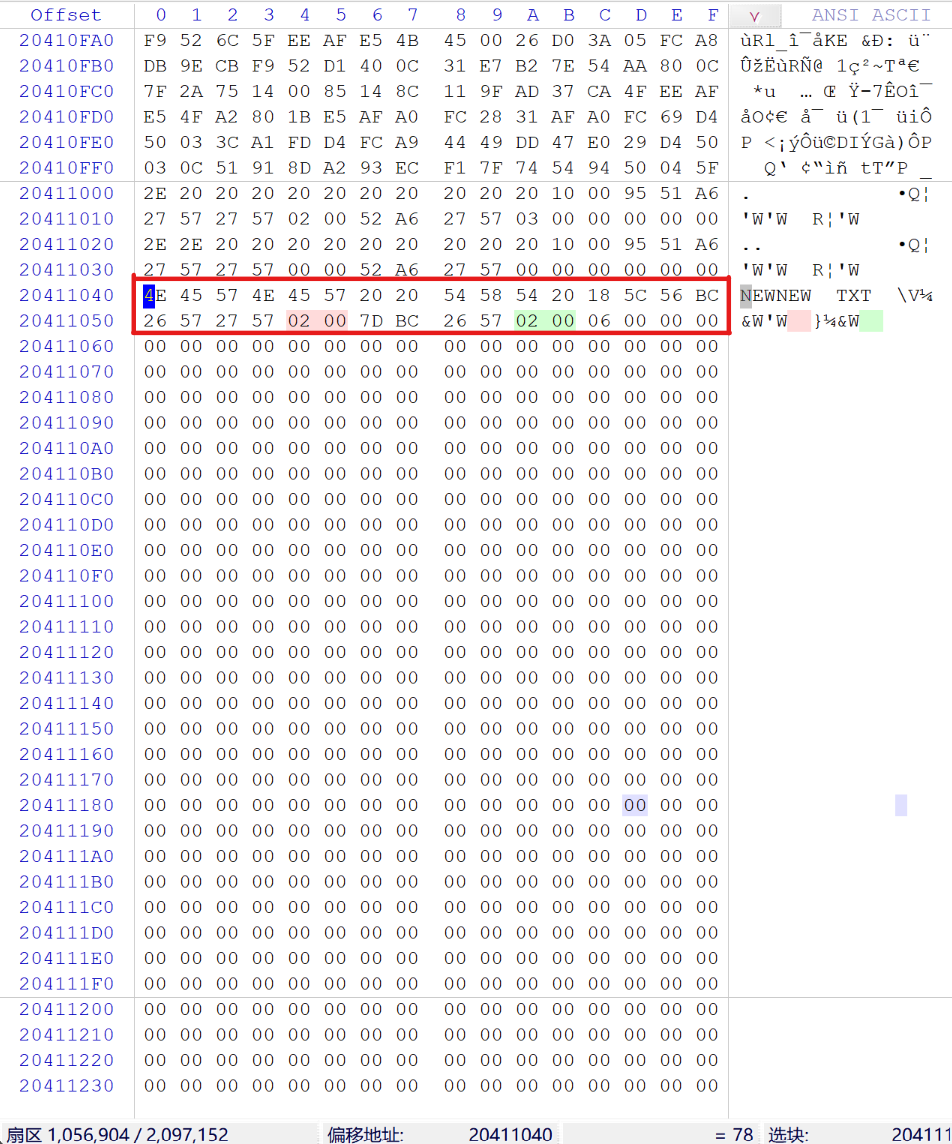 Offset 0 1 2 3 4 5 6 7 8 9 A B C D E F ANSI ASCII
20410FA0 F9 52 6C 5F EE AF E5 4B 45 00 26 D0 3A 05 FC A8 ùRl_î¯åKE &Ð: ü¨
20410FB0 DB 9E CB F9 52 D1 40 0C 31 E7 B2 7E 54 AA 80 0C ÛžËùRÑ@ 1ç²~Tª€
20410FC0 7F 2A 75 14 00 85 14 8C 11 9F AD 37 CA 4F EE AF *u … Œ Ÿ-7ÊOî¯
20410FD0 E5 4F A2 80 1B E5 AF A0 FC 28 31 AF A0 FC 69 D4 åO¢€ å¯ ü(1¯ üiÔ
20410FE0 50 03 3C A1 FD D4 FC A9 44 49 DD 47 E0 29 D4 50 P <¡ýÔü©DIÝGà)ÔP
20410FF0 03 0C 51 91 8D A2 93 EC F1 7F 74 54 94 50 04 5F Q‘ ¢“ìñ tT”P _
20411000 2E 20 20 20 20 20 20 20 20 20 20 10 00 95 51 A6 . •Q¦
20411010 27 57 27 57 02 00 52 A6 27 57 03 00 00 00 00 00 'W'W R¦'W
20411020 2E 2E 20 20 20 20 20 20 20 20 20 10 00 95 51 A6 .. •Q¦
20411030 27 57 27 57 00 00 52 A6 27 57 00 00 00 00 00 00 'W'W R¦'W
20411040 4E 45 57 4E 45 57 20 20 54 58 54 20 18 5C 56 BC NEWNEW TXT \V¼
20411050 26 57 27 57 02 00 7D BC 26 57 02 00 06 00 00 00 &W'W }¼&W
20411060 00 00 00 00 00 00 00 00 00 00 00 00 00 00 00 00
20411070 00 00 00 00 00 00 00 00 00 00 00 00 00 00 00 00
20411080 00 00 00 00 00 00 00 00 00 00 00 00 00 00 00 00
20411090 00 00 00 00 00 00 00 00 00 00 00 00 00 00 00 00
204110A0 00 00 00 00 00 00 00 00 00 00 00 00 00 00 00 00
204110B0 00 00 00 00 00 00 00 00 00 00 00 00 00 00 00 00
204110C0 00 00 00 00 00 00 00 00 00 00 00 00 00 00 00 00
204110D0 00 00 00 00 00 00 00 00 00 00 00 00 00 00 00 00
204110E0 00 00 00 00 00 00 00 00 00 00 00 00 00 00 00 00
204110F0 00 00 00 00 00 00 00 00 00 00 00 00 00 00 00 00
20411100 00 00 00 00 00 00 00 00 00 00 00 00 00 00 00 00
20411110 00 00 00 00 00 00 00 00 00 00 00 00 00 00 00 00
20411120 00 00 00 00 00 00 00 00 00 00 00 00 00 00 00 00
20411130 00 00 00 00 00 00 00 00 00 00 00 00 00 00 00 00
20411140 00 00 00 00 00 00 00 00 00 00 00 00 00 00 00 00
20411150 00 00 00 00 00 00 00 00 00 00 00 00 00 00 00 00
20411160 00 00 00 00 00 00 00 00 00 00 00 00 00 00 00 00
20411170 00 00 00 00 00 00 00 00 00 00 00 00 00 00 00 00
20411180 00 00 00 00 00 00 00 00 00 00 00 00 00 00 00 00
20411190 00 00 00 00 00 00 00 00 00 00 00 00 00 00 00 00
204111A0 00 00 00 00 00 00 00 00 00 00 00 00 00 00 00 00
204111B0 00 00 00 00 00 00 00 00 00 00 00 00 00 00 00 00
204111C0 00 00 00 00 00 00 00 00 00 00 00 00 00 00 00 00
204111D0 00 00 00 00 00 00 00 00 00 00 00 00 00 00 00 00
204111E0 00 00 00 00 00 00 00 00 00 00 00 00 00 00 00 00
204111F0 00 00 00 00 00 00 00 00 00 00 00 00 00 00 00 00
20411200 00 00 00 00 00 00 00 00 00 00 00 00 00 00 00 00
20411210 00 00 00 00 00 00 00 00 00 00 00 00 00 00 00 00
20411220 00 00 00 00 00 00 00 00 00 00 00 00 00 00 00 00
20411230 00 00 00 00 00 00 00 00 00 00 00 00 00 00 00 00
扇区 1,056,904 / 2,097,152 偏移地址: 20411040 = 78 选块: 204111